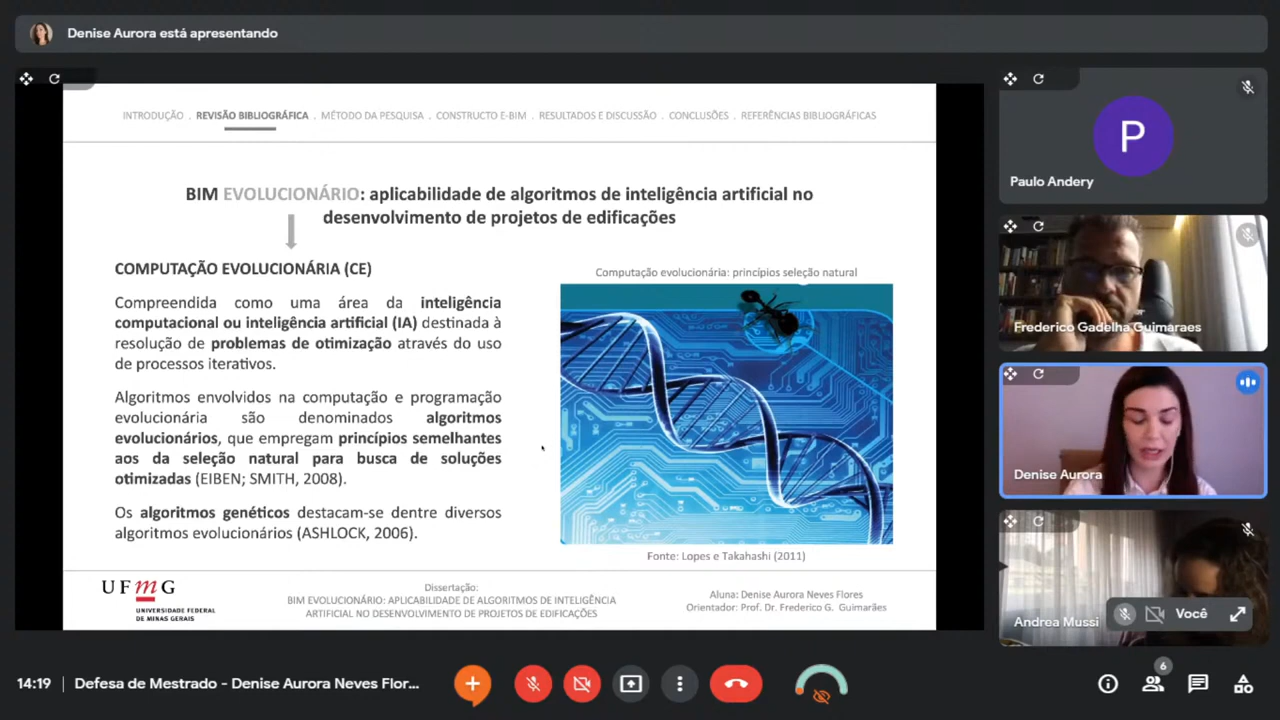 Denise Aurora está apresentando
INTRODUÇÃO . REVISÃO BIBLIOGRÁFICA . MÉTODO DA PESQUISA . CONSTRUCTO E-BIM . RESULTADOS E DISCUSSÃO . CONCLUSÕES . REFERÊNCIAS BIBLIOGRÁFICAS
BIM EVOLUCIONÁRIO: aplicabilidade de algoritmos de inteligência artificial no
desenvolvimento de projetos de edificações
COMPUTAÇÃO EVOLUCIONÁRIA (CE)
Compreendida como uma área da inteligência
computacional ou inteligência artificial (IA) destinada à
resolução de problemas de otimização através do uso
de processos iterativos.
Algoritmos envolvidos na computação e programação
evolucionária são denominados algoritmos
evolucionários, que empregam princípios semelhantes
aos da seleção natural para busca de soluções
otimizadas (EIBEN; SMITH, 2008).
Os algoritmos genéticos destacam-se dentre diversos
algoritmos evolucionários (ASHLOCK, 2006).
Computação evolucionária: princípios seleção natural
Fonte: Lopes e Takahashi (2011)
UFmG
UNIVERSIDADE FEDERAL
DE MINAS GERAIS
Dissertação:
BIM EVOLUCIONÁRIO: APLICABILIDADE DE ALGORITMOS DE INTELIGÊNCIA
ARTIFICIAL NO DESENVOLVIMENTO DE PROJETOS DE EDIFICAÇÕES
Aluna: Denise Aurora Neves Flores
Orientador: Prof. Dr. Frederico G. Guimarães
P
Paulo Andery
Frederico Gadelha Guimaraes
Denise Aurora
Andrea Mussi
Você
14:19 | Defesa de Mestrado - Denise Aurora Neves Flor...
6